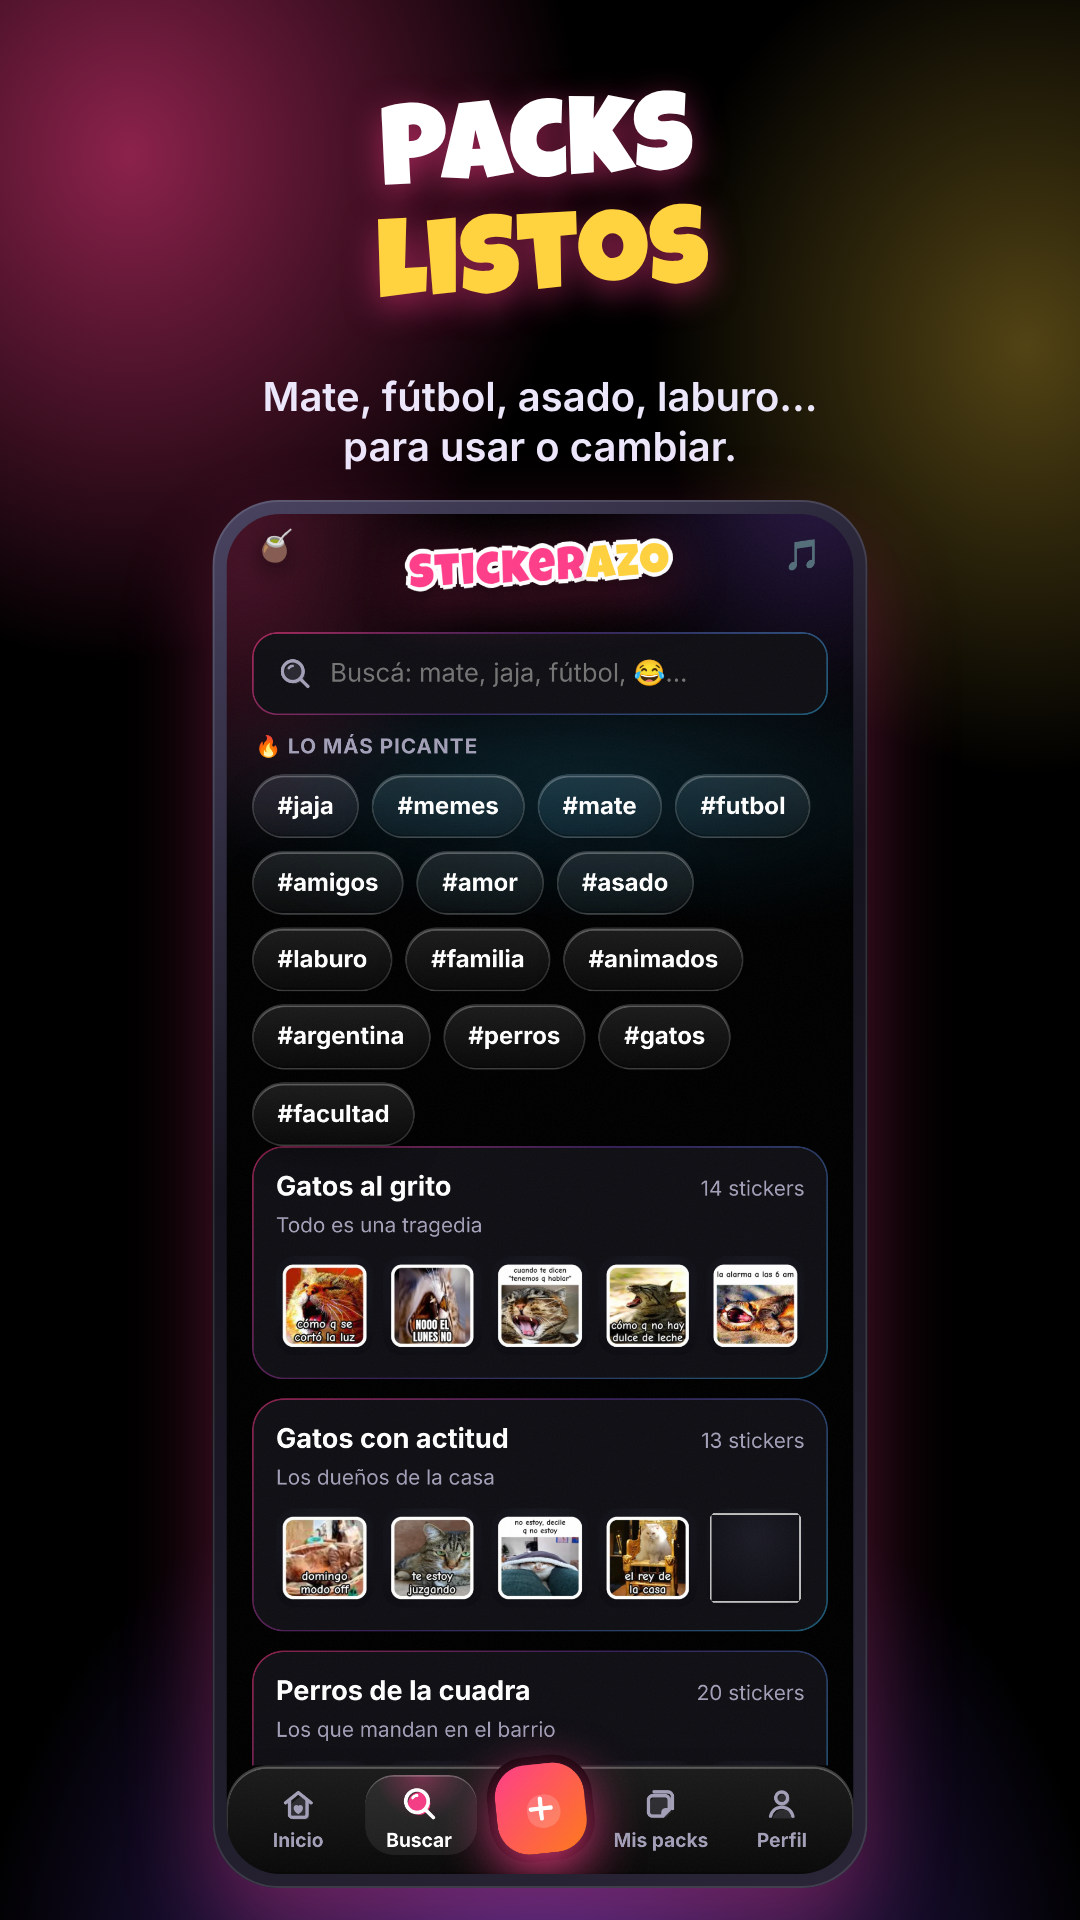 PACKS
LISTOS
Mate, fútbol, asado, laburo...
para usar o cambiar.
STICKERAZO
Buscá: mate, jaja, fútbol, 😂...
🔥 LO MÁS PICANTE
#jaja #memes #mate #futbol
#amigos #amor #asado
#laburo #familia #animados
#argentina #perros #gatos
#facultad
Gatos al grito 14 stickers
Todo es una tragedia
cómo q se
cortó la luz
NOOO EL
LUNES NO
cuando te dicen
"tenemos q hablar"
cómo q no hay
dulce de leche
la alarma a las 6 am
Gatos con actitud 13 stickers
Los dueños de la casa
domingo
modo off
te estoy
juzgando
no estoy, decile
q no estoy
el rey de
la casa
Perros de la cuadra 20 stickers
Los que mandan en el barrio
Inicio Buscar Mis packs Perfil